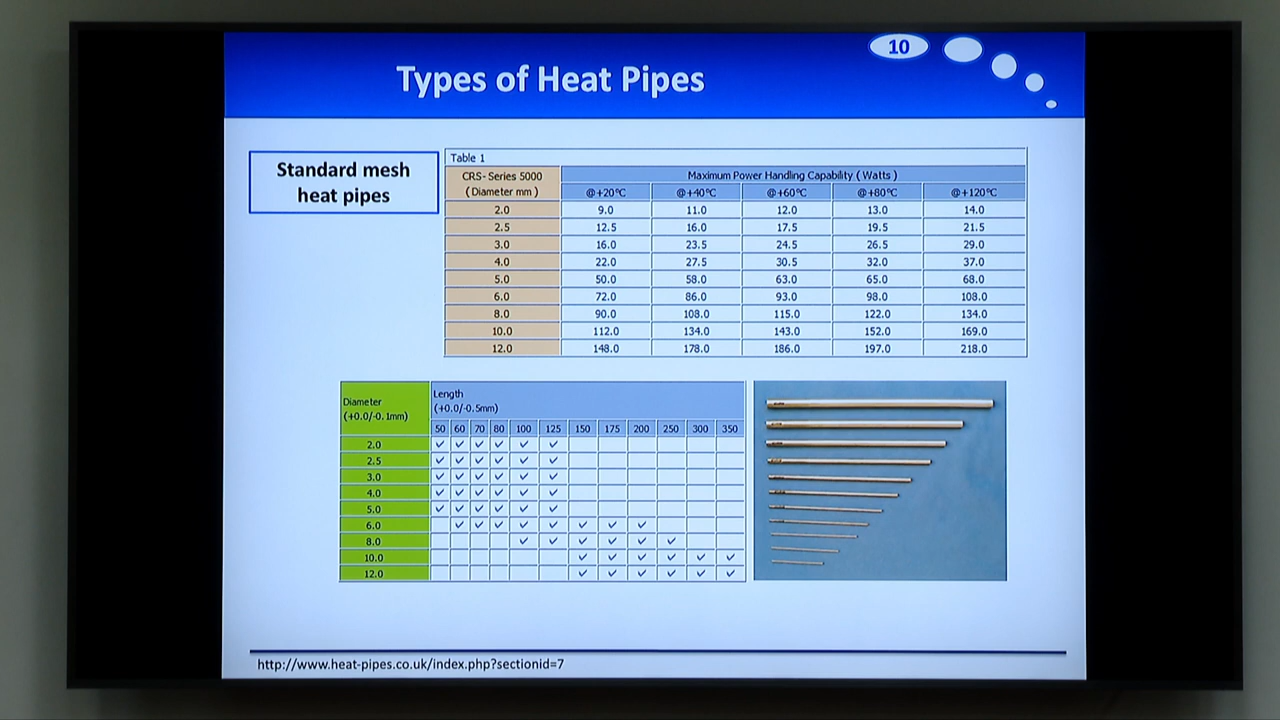 10
Types of Heat Pipes
Standard mesh
heat pipes
Table 1
CRS- Series 5000
( Diameter mm )
Maximum Power Handling Capability ( Watts )
@+20ºC @+40ºC @+60ºC @+80ºC @+120ºC
2.0 9.0 11.0 12.0 13.0 14.0
2.5 12.5 16.0 17.5 19.5 21.5
3.0 16.0 23.5 24.5 26.5 29.0
4.0 22.0 27.5 30.5 32.0 37.0
5.0 50.0 58.0 63.0 65.0 68.0
6.0 72.0 86.0 93.0 98.0 108.0
8.0 90.0 108.0 115.0 122.0 134.0
10.0 112.0 134.0 143.0 152.0 169.0
12.0 148.0 178.0 186.0 197.0 218.0
Diameter
(+0.0/-0.1mm)
Length
(+0.0/-0.5mm)
50 60 70 80 100 125 150 175 200 250 300 350
2.0 ✓ ✓ ✓ ✓ ✓ ✓
2.5 ✓ ✓ ✓ ✓ ✓ ✓
3.0 ✓ ✓ ✓ ✓ ✓ ✓
4.0 ✓ ✓ ✓ ✓ ✓ ✓
5.0 ✓ ✓ ✓ ✓ ✓ ✓
6.0 ✓ ✓ ✓ ✓ ✓ ✓ ✓ ✓
8.0 ✓ ✓ ✓ ✓ ✓ ✓
10.0 ✓ ✓ ✓ ✓ ✓ ✓
12.0 ✓ ✓ ✓ ✓ ✓ ✓
http://www.heat-pipes.co.uk/index.php?sectionid=7